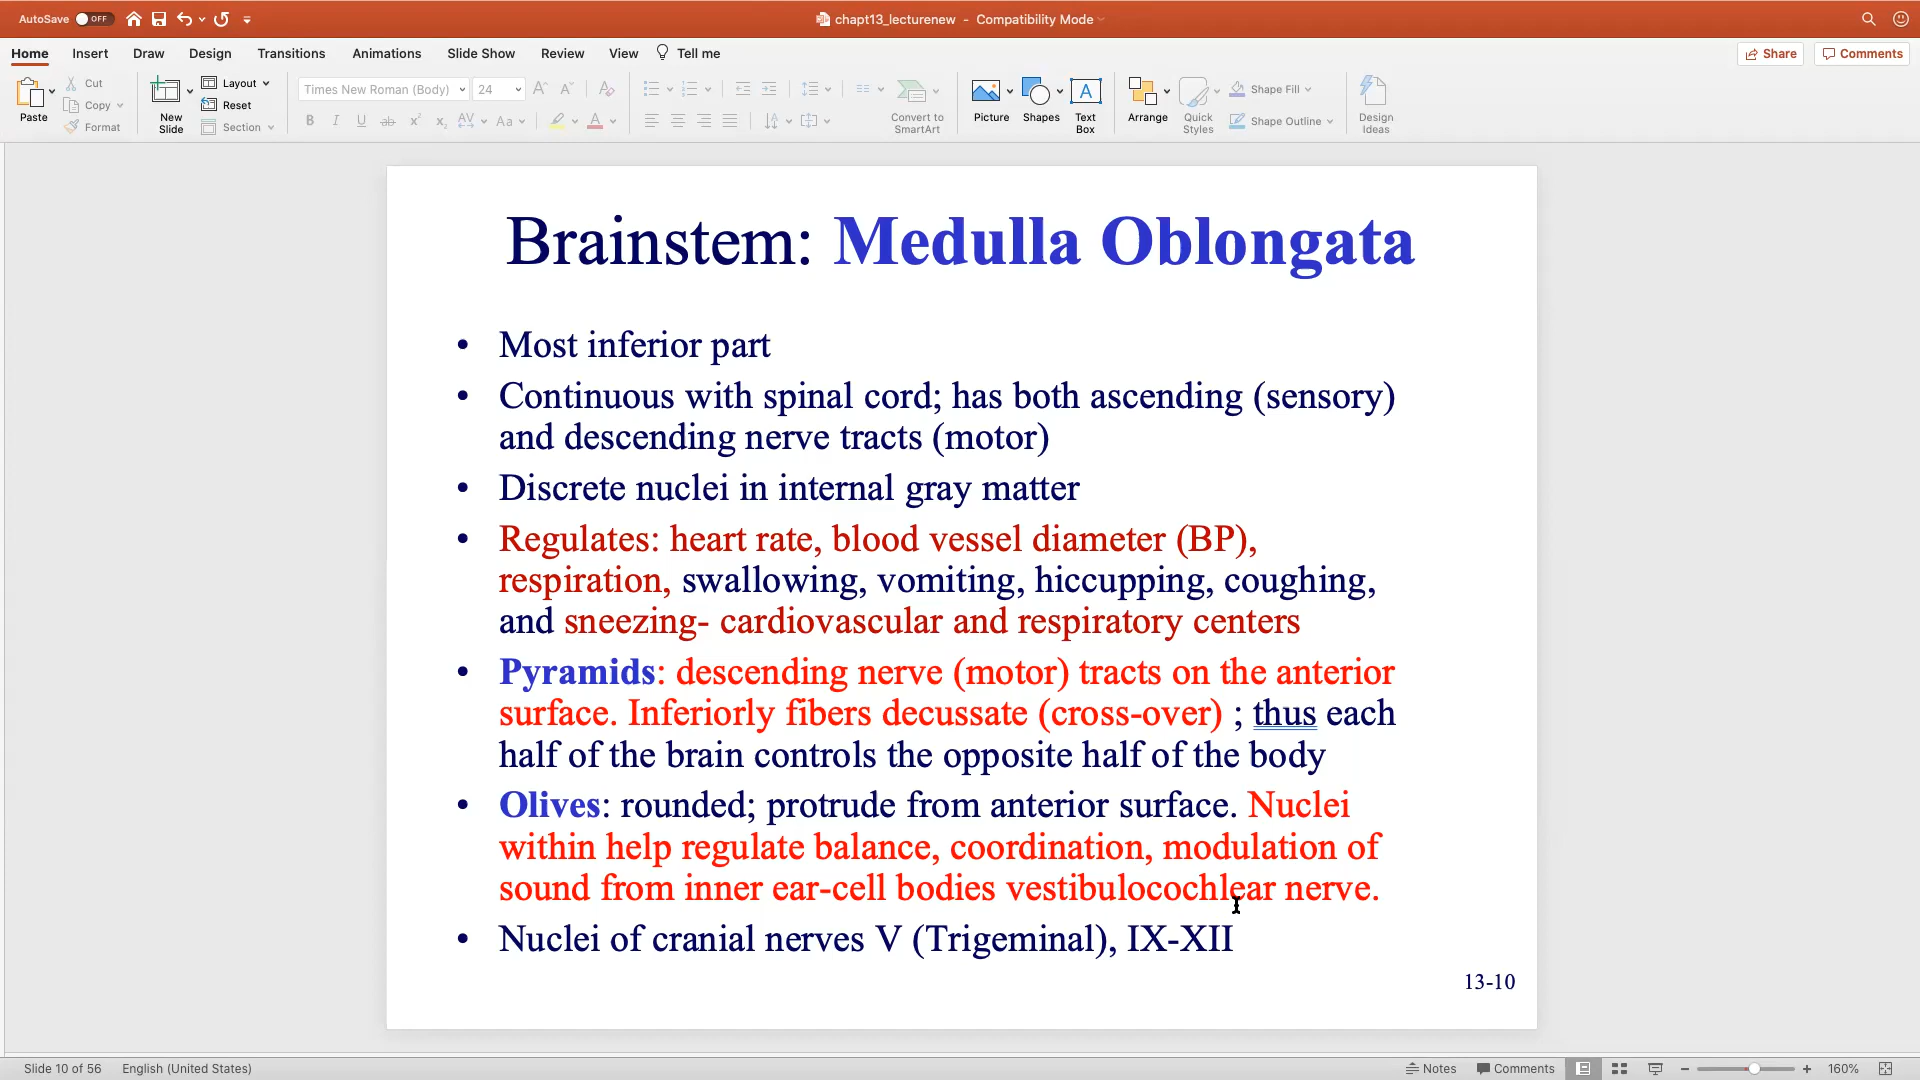 AutoSave OFF
chapt13_lecturenew - Compatibility Mode
Home Insert Draw Design Transitions Animations Slide Show Review View Tell me
Share Comments
Paste
Cut
Copy
Format
New Slide
Layout
Reset
Section
Times New Roman (Body) 24
Convert to SmartArt
Picture
Shapes
Text Box
Arrange
Quick Styles
Shape Fill
Shape Outline
Design Ideas
Brainstem: Medulla Oblongata
• Most inferior part
• Continuous with spinal cord; has both ascending (sensory)
and descending nerve tracts (motor)
• Discrete nuclei in internal gray matter
• Regulates: heart rate, blood vessel diameter (BP),
respiration, swallowing, vomiting, hiccupping, coughing,
and sneezing- cardiovascular and respiratory centers
• Pyramids: descending nerve (motor) tracts on the anterior
surface. Inferiorly fibers decussate (cross-over) ; thus each
half of the brain controls the opposite half of the body
• Olives: rounded; protrude from anterior surface. Nuclei
within help regulate balance, coordination, modulation of
sound from inner ear-cell bodies vestibulocochlear nerve.
• Nuclei of cranial nerves V (Trigeminal), IX-XII
13-10
Slide 10 of 56 English (United States)
Notes Comments 160%